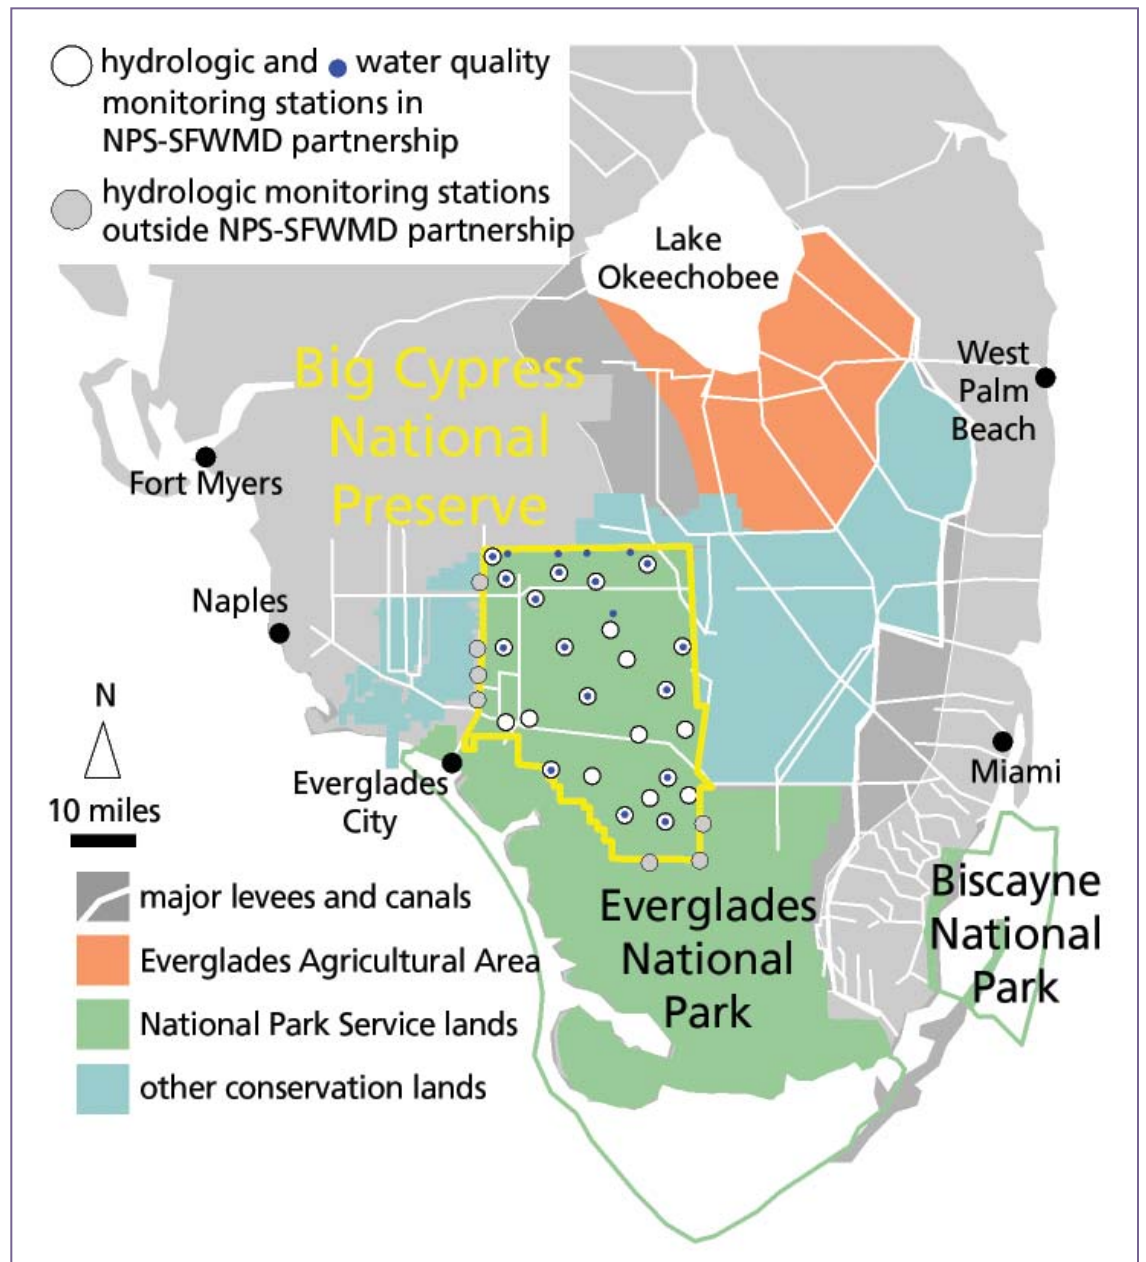 hydrologic and water quality
monitoring stations in
NPS-SFWMD partnership
hydrologic monitoring stations
outside NPS-SFWMD partnership
Lake
Okeechobee
Big Cypress
National
Preserve
West
Palm
Beach
Fort Myers
Naples
N
10 miles
Everglades
City
Miami
major levees and canals
Everglades Agricultural Area
National Park Service lands
other conservation lands
Everglades
National
Park
Biscayne
National
Park